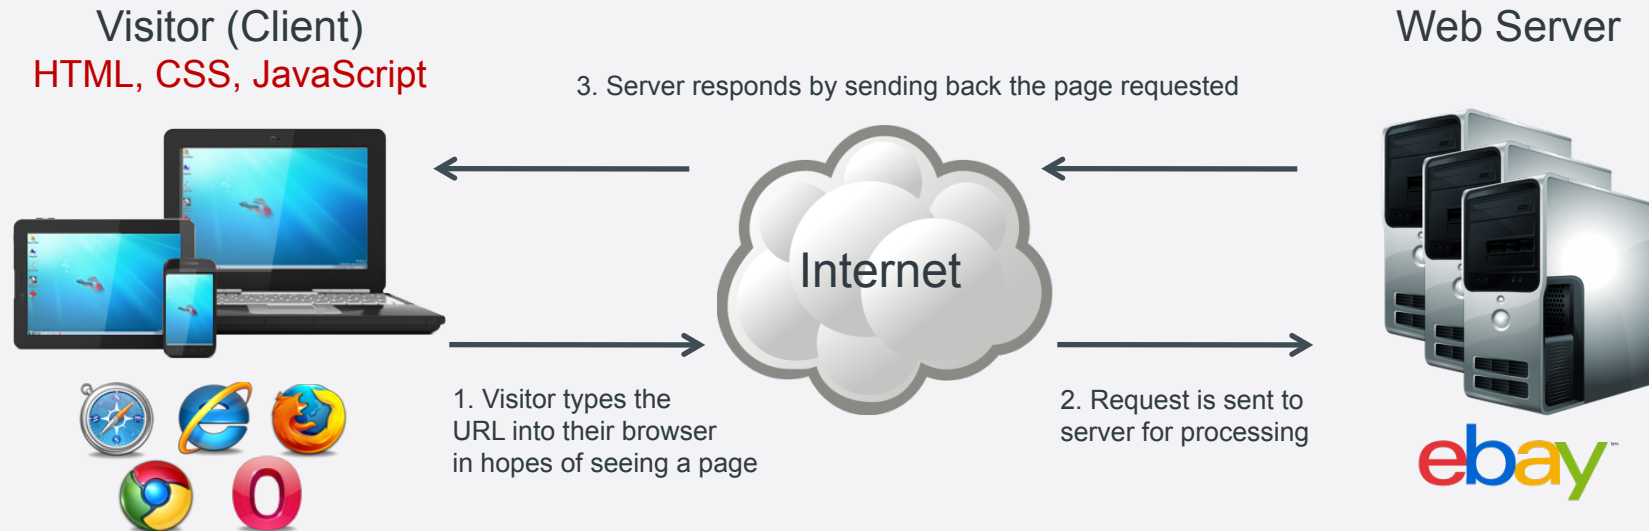 Visitor (Client)
HTML, CSS, JavaScript
Web Server
3. Server responds by sending back the page requested
Internet
1. Visitor types the
URL into their browser
in hopes of seeing a page
2. Request is sent to
server for processing
ebay